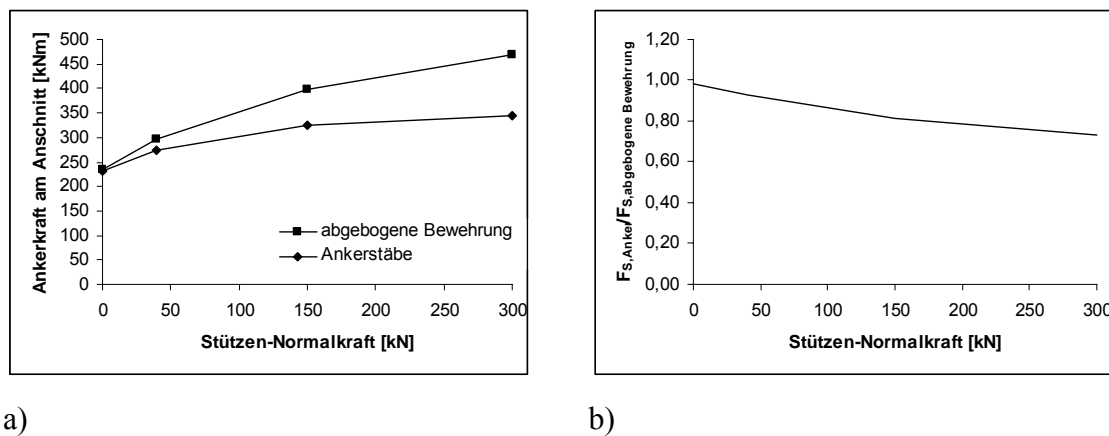 Ankerkraft am Anschnitt [kNm]
500
450
400
350
300
250
200
150
100
50
0
abgebogene Bewehrung
Ankerstäbe
0 50 100 150 200 250 300
Stützen-Normalkraft [kN]
a)
FS,Anker/FS,abgebogene Bewehrung
1,20
1,00
0,80
0,60
0,40
0,20
0,00
0 50 100 150 200 250 300
Stützen-Normalkraft [kN]
b)